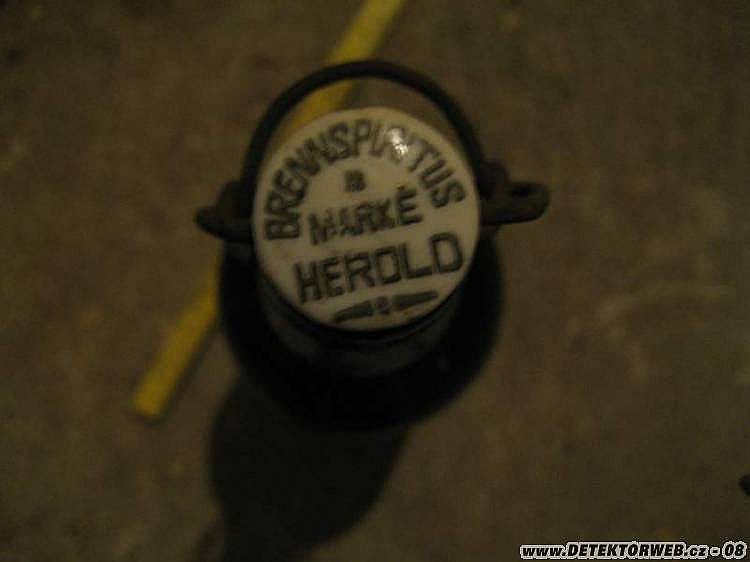 BRENNSPIRITUS
MARKE
HEROLD
www.DETEKTORWEB.cz - 08